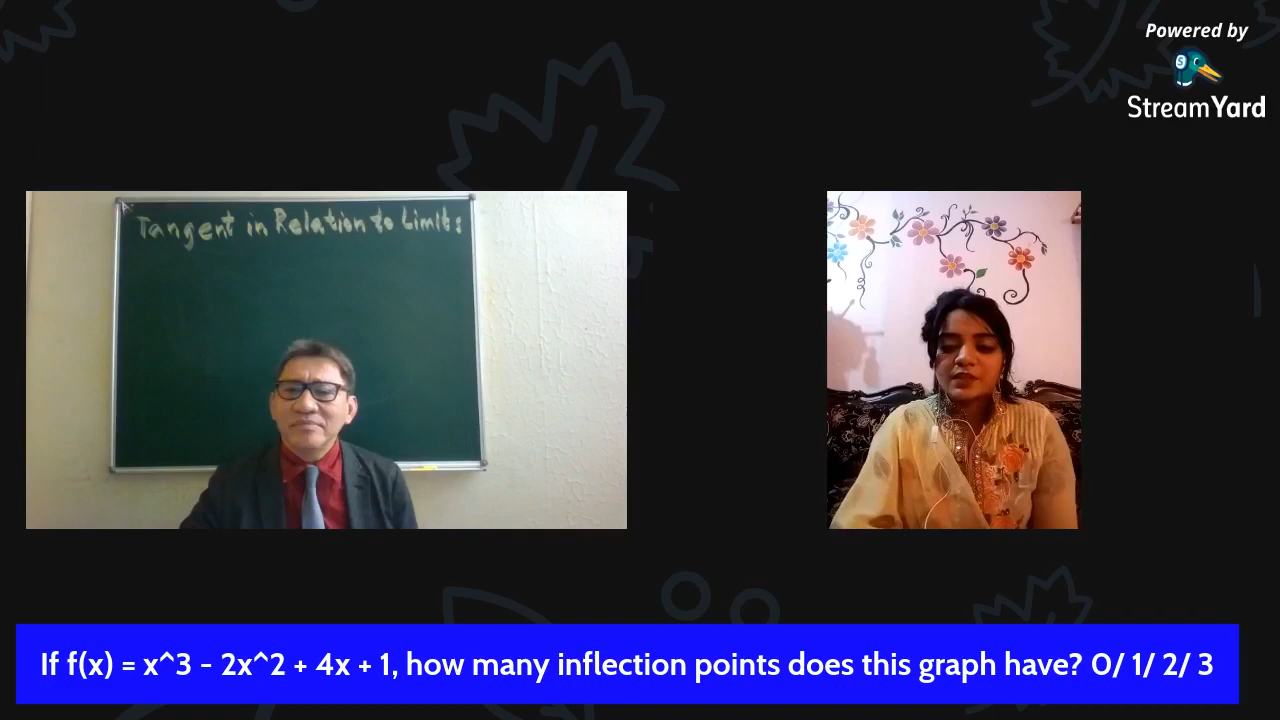 Powered by
StreamYard
Tangent in Relation to Limit:
If f(x) = x^3 - 2x^2 + 4x + 1, how many inflection points does this graph have? 0/ 1/ 2/ 3